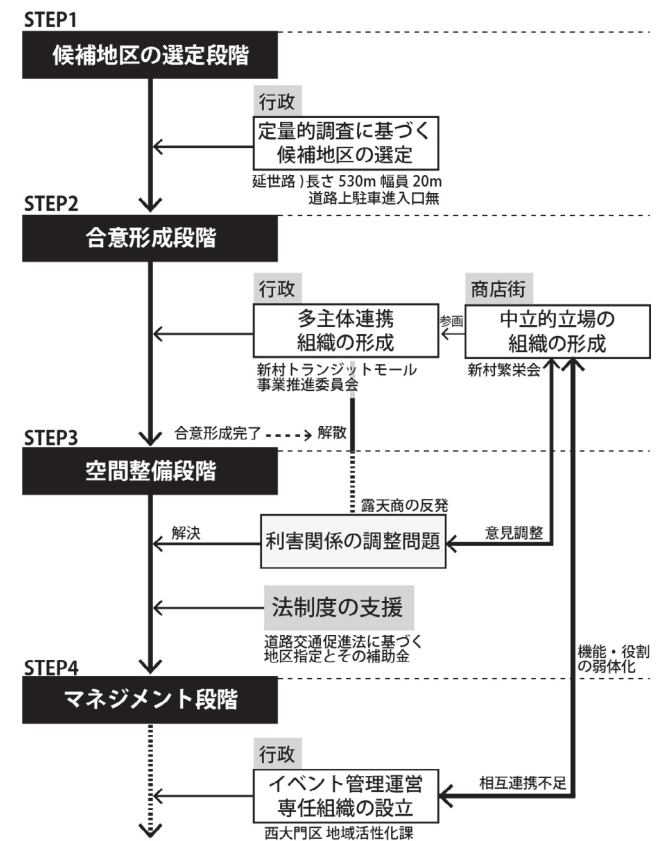 STEP1
候補地区の選定段階
行政
定量的調査に基づく
候補地区の選定
延世路 ) 長さ 530m 幅員 20m
道路上駐車進入口無
STEP2
合意形成段階
行政
多主体連携
組織の形成
新村トランジットモール
事業推進委員会
参画
商店街
中立的立場の
組織の形成
新村繁栄会
合意形成完了
解散
STEP3
空間整備段階
露天商の反発
解決
利害関係の調整問題
意見調整
法制度の支援
道路交通促進法に基づく
地区指定とその補助金
機能・役割
の弱体化
STEP4
マネジメント段階
行政
イベント管理運営
専任組織の設立
相互連携不足
西大門区 地域活性化課